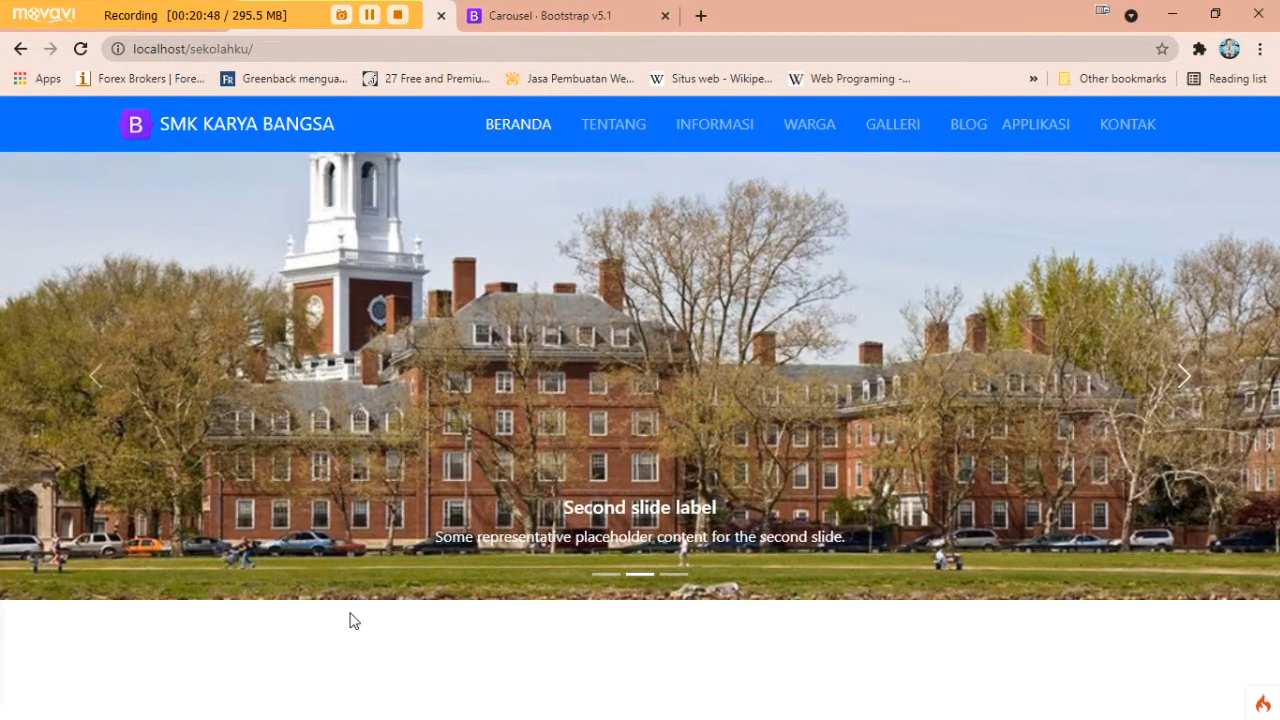 movavi Recording [00:20:48 / 295.5 MB]
Carousel · Bootstrap v5.1
localhost/sekolahku/
Apps Forex Brokers | Fore... FR Greenback mengua... 27 Free and Premiu... Jasa Pembuatan We... W Situs web - Wikipe... W Web Programing -... » Other bookmarks Reading list
B SMK KARYA BANGSA BERANDA TENTANG INFORMASI WARGA GALLERI BLOG APPLIKASI KONTAK
Second slide label
Some representative placeholder content for the second slide.